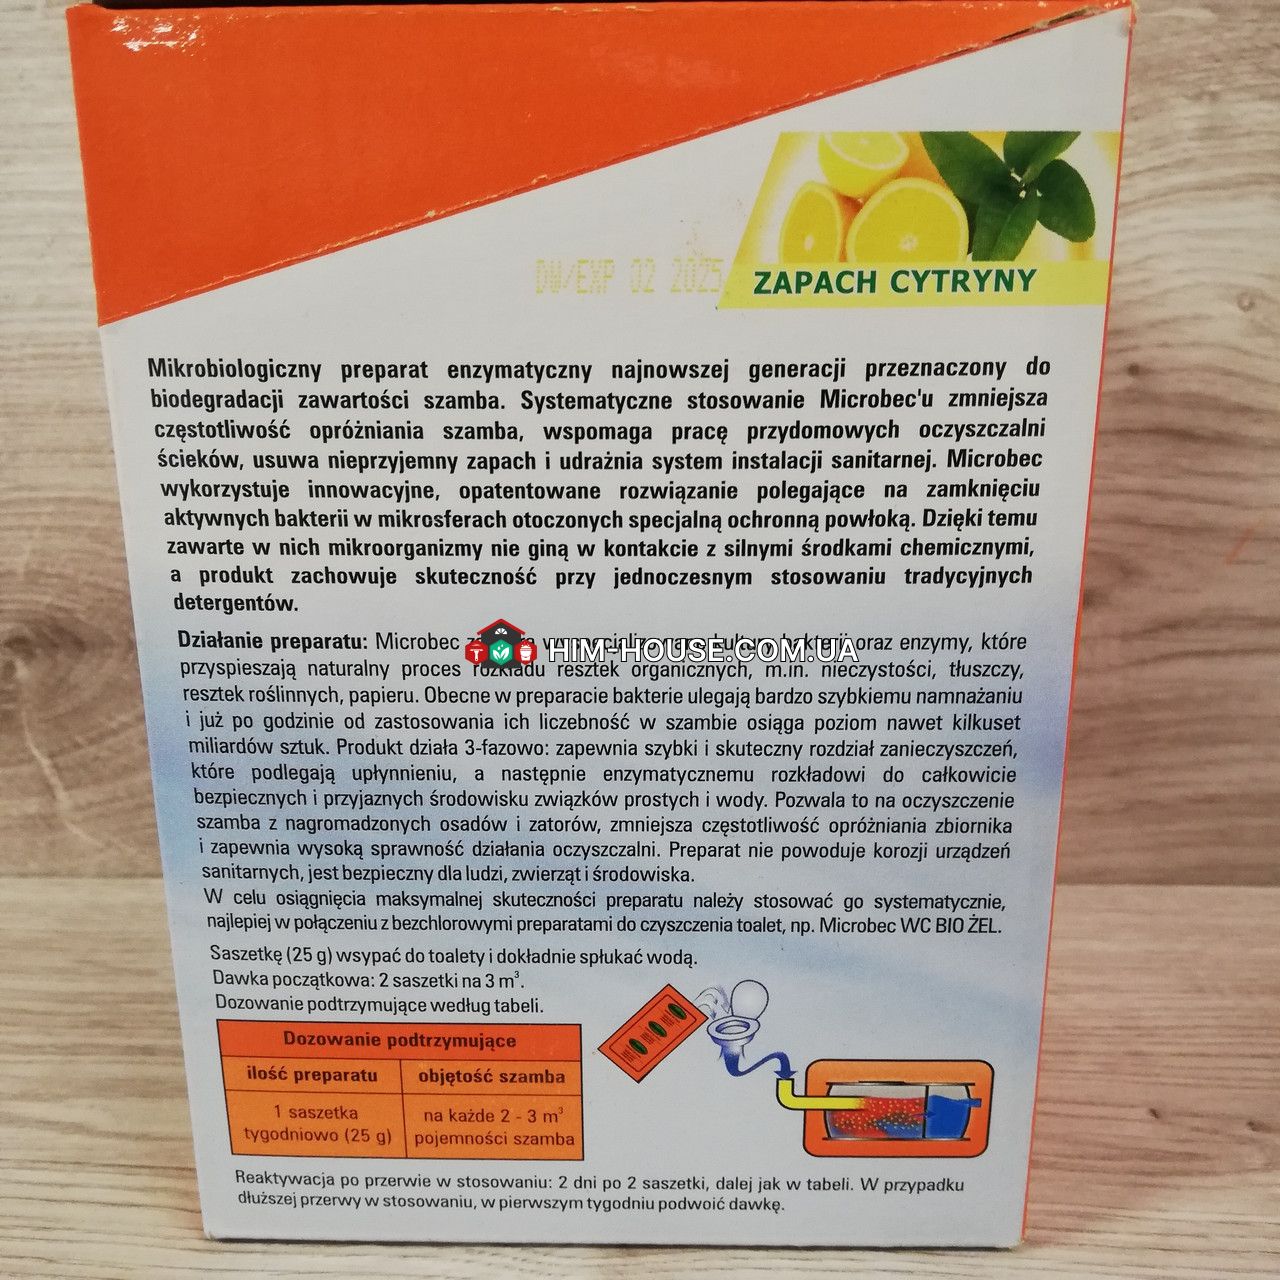 DW/EXP 02 2025
ZAPACH CYTRYNY
Mikrobiologiczny preparat enzymatyczny najnowszej generacji przeznaczony do
biodegradacji zawartości szamba. Systematyczne stosowanie Microbec'u zmniejsza
częstotliwość opróżniania szamba, wspomaga pracę przydomowych oczyszczalni
ścieków, usuwa nieprzyjemny zapach i udrażnia system instalacji sanitarnej. Microbec
wykorzystuje innowacyjne, opatentowane rozwiązanie polegające na zamknięciu
aktywnych bakterii w mikrosferach otoczonych specjalną ochronną powłoką. Dzięki temu
zawarte w nich mikroorganizmy nie giną w kontakcie z silnymi środkami chemicznymi,
a produkt zachowuje skuteczność przy jednoczesnym stosowaniu tradycyjnych
detergentów.
Działanie preparatu: Microbec bakterii oraz enzymy, które
HIM-HOUSE.COM.UA
przyspieszają naturalny proces rozkładu resztek organicznych, m.in. nieczystości, tłuszczy,
resztek roślinnych, papieru. Obecne w preparacie bakterie ulegają bardzo szybkiemu namnażaniu
i już po godzinie od zastosowania ich liczebność w szambie osiąga poziom nawet kilkuset
miliardów sztuk. Produkt działa 3-fazowo: zapewnia szybki i skuteczny rozdział zanieczyszczeń,
które podlegają upłynnieniu, a następnie enzymatycznemu rozkładowi do całkowicie
bezpiecznych i przyjaznych środowisku związków prostych i wody. Pozwala to na oczyszczenie
szamba z nagromadzonych osadów i zatorów, zmniejsza częstotliwość opróżniania zbiornika
i zapewnia wysoką sprawność działania oczyszczalni. Preparat nie powoduje korozji urządzeń
sanitarnych, jest bezpieczny dla ludzi, zwierząt i środowiska.
W celu osiągnięcia maksymalnej skuteczności preparatu należy stosować go systematycznie,
najlepiej w połączeniu z bezchlorowymi preparatami do czyszczenia toalet, np. Microbec WC BIO ŻEL.
Saszetkę (25 g) wsypać do toalety i dokładnie spłukać wodą.
Dawka początkowa: 2 saszetki na 3 m³.
Dozowanie podtrzymujące według tabeli.
Dozowanie podtrzymujące
ilość preparatu objętość szamba
1 saszetka na każde 2 - 3 m³
tygodniowo (25 g) pojemności szamba
Reaktywacja po przerwie w stosowaniu: 2 dni po 2 saszetki, dalej jak w tabeli. W przypadku
dłuższej przerwy w stosowaniu, w pierwszym tygodniu podwoić dawkę.